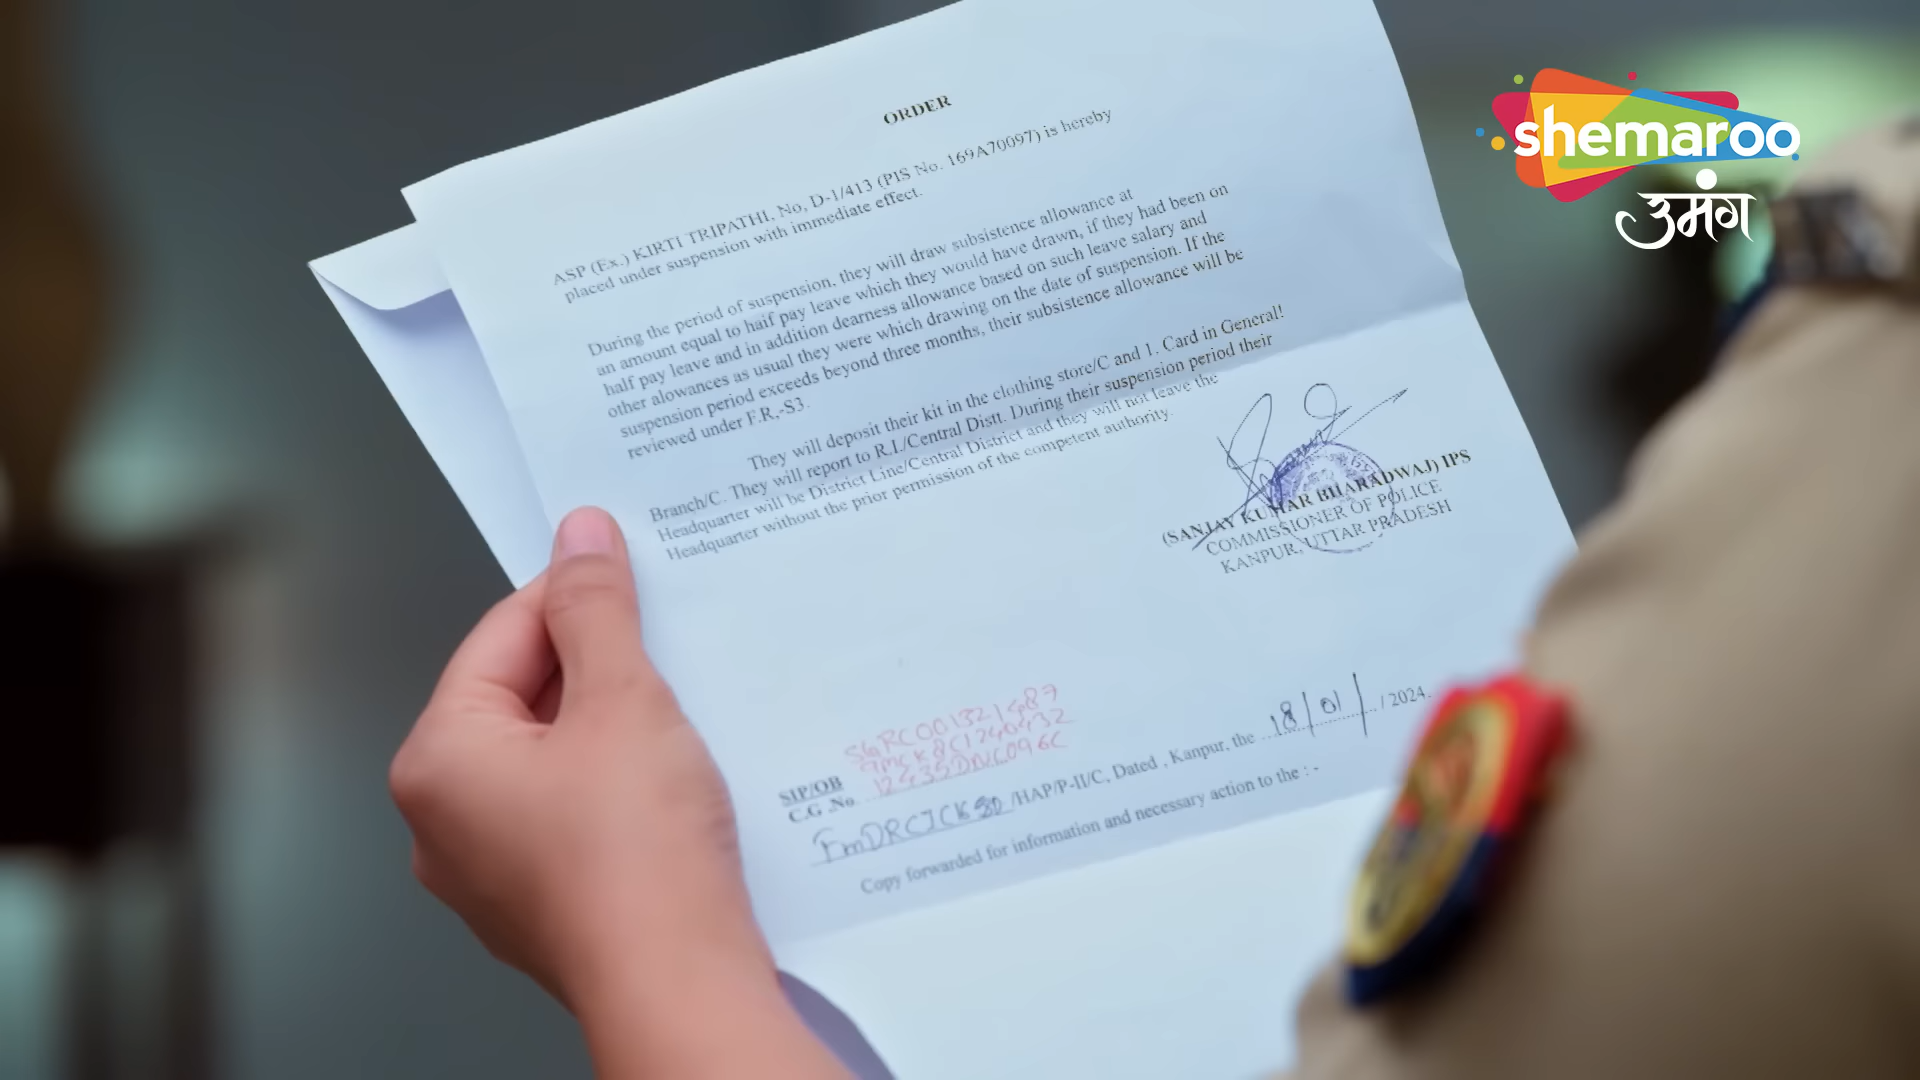 shemaroo
उमंग
ORDER
ASP (Ex.) KIRTI TRIPATHI, No, D-1/413 (PIS No. 169A70097) is hereby
placed under suspension with immediate effect.
During the period of suspension, they will draw subsistence allowance at
an amount equal to haif pay leave which they would have drawn, if they had been on
half pay leave and in addition dearness allowance based on such leave salary and
other alowances as usual they were which drawing on the date of suspension. If the
suspension period exceeds beyond three months, their subsistence allowance will be
reviewed under F.R,-S3.
They will deposit their kit in the clothing store/C and 1. Card in General!
Branch/C. They will report to R.I./Central Distt. During their suspension period their
Headquarter will be District Line/Central District and they will not leave the
Headquarter without the prior permission of the competent authority.
(SANJAY KUMAR BHARADWAJ) IPS
COMMISSIONER OF POLICE
KANPUR, UTTAR PRADESH
SIP/OB
C.G .No.
/HAP/P-II/C, Dated , Kanpur, the 18/01/ /2024.
Copy forwarded for information and necessary action to the : -